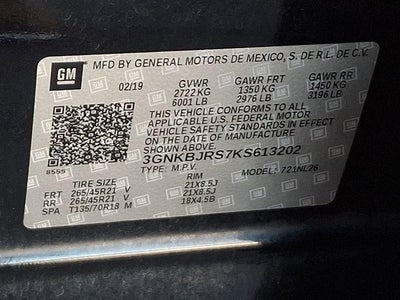 GM MFD BY GENERAL MOTORS DE MEXICO, S. DE R.L. DE C.V.
02/19 GVWR GAWR FRT GAWR RR
2722 KG 1350 KG 1450 KG
6001 LB 2976 LB 3196 LB
THIS VEHICLE CONFORMS TO ALL
APPLICABLE U.S. FEDERAL MOTOR
VEHICLE SAFETY STANDARDS IN EFFECT
ON THE DATE OF MANUFACTURE SHOWN ABOVE.
3GNKBJRS7KS613202
8555 TYPE: M.P.V. MODEL: 721NL26
TIRE SIZE RIM
FRT 265/45R21 V 21X8.5J
RR 265/45R21 V 21X8.5J
SPA T135/70R18 M 18X4.5B